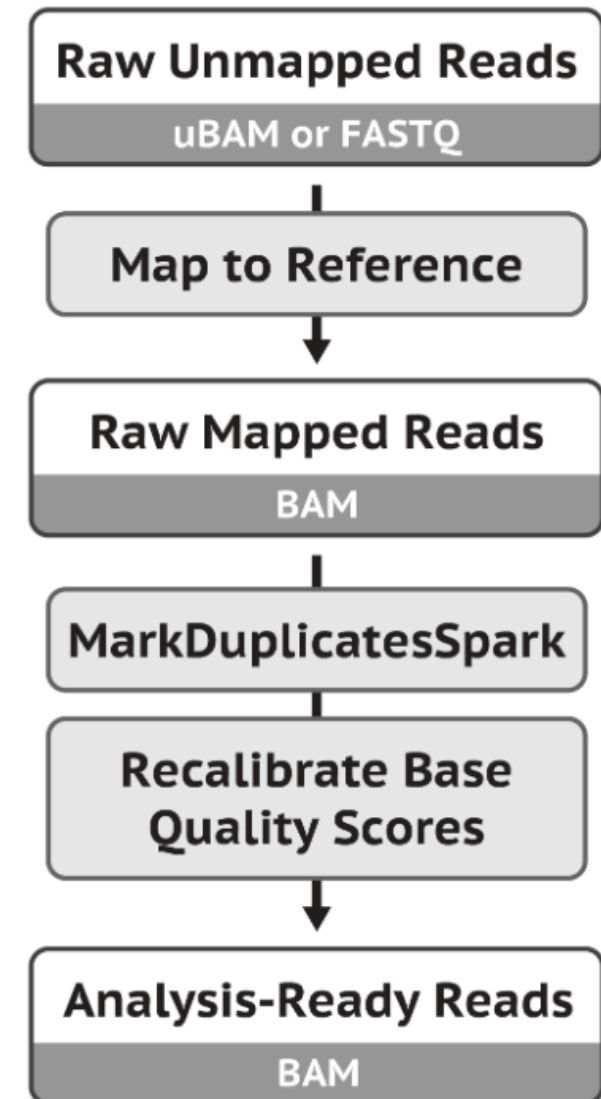 Raw Unmapped Reads
uBAM or FASTQ
Map to Reference
Raw Mapped Reads
BAM
MarkDuplicatesSpark
Recalibrate Base
Quality Scores
Analysis-Ready Reads
BAM